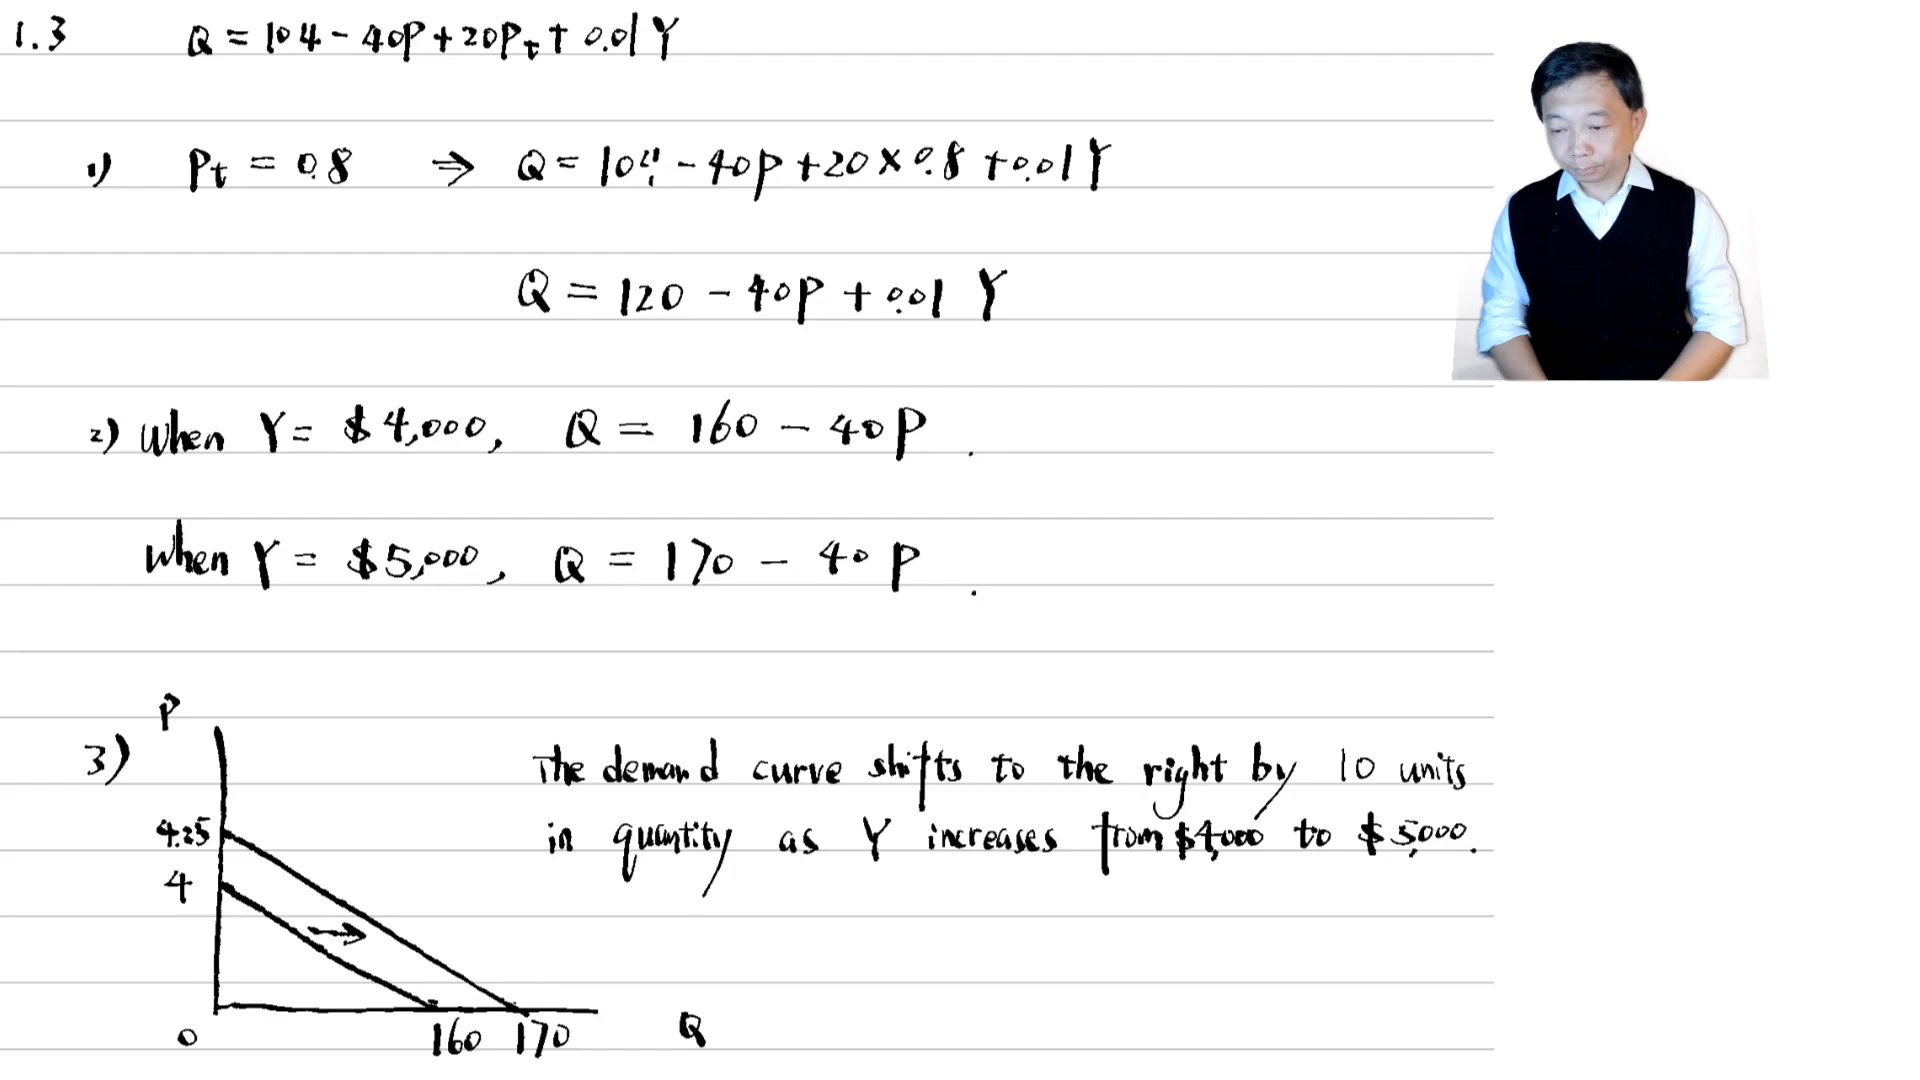 1.3 Q = 104 - 40p + 20Pt + 0.01Y
1) Pt = 0.8 ⇒ Q = 104 - 40p + 20 × 0.8 + 0.01Y
Q = 120 - 40p + 0.01 Y
2) When Y = $4,000, Q = 160 - 40p.
When Y = $5,000, Q = 170 - 40p.
3) P
The demand curve shifts to the right by 10 units
in quantity as Y increases from $4,000 to $5,000.
4.25
4
0 160 170 Q